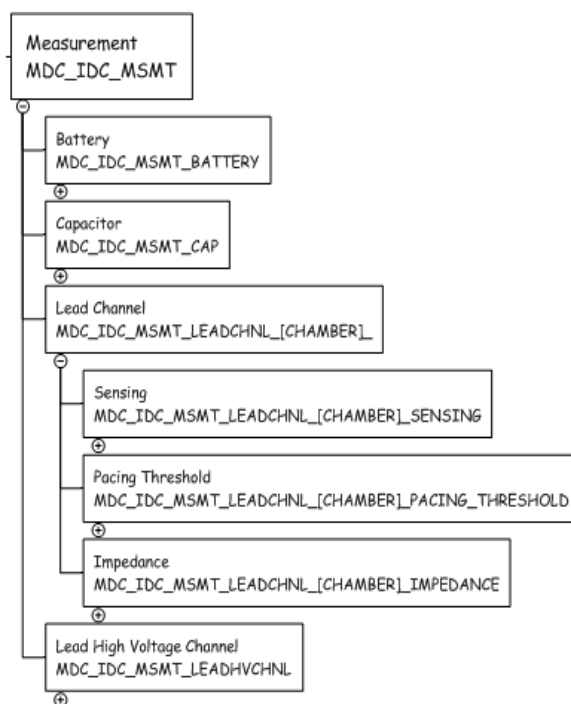 Measurement
MDC_IDC_MSMT
Battery
MDC_IDC_MSMT_BATTERY
Capacitor
MDC_IDC_MSMT_CAP
Lead Channel
MDC_IDC_MSMT_LEADCHNL_[CHAMBER]_
Sensing
MDC_IDC_MSMT_LEADCHNL_[CHAMBER]_SENSING
Pacing Threshold
MDC_IDC_MSMT_LEADCHNL_[CHAMBER]_PACING_THRESHOLD
Impedance
MDC_IDC_MSMT_LEADCHNL_[CHAMBER]_IMPEDANCE
Lead High Voltage Channel
MDC_IDC_MSMT_LEADHVCHNL